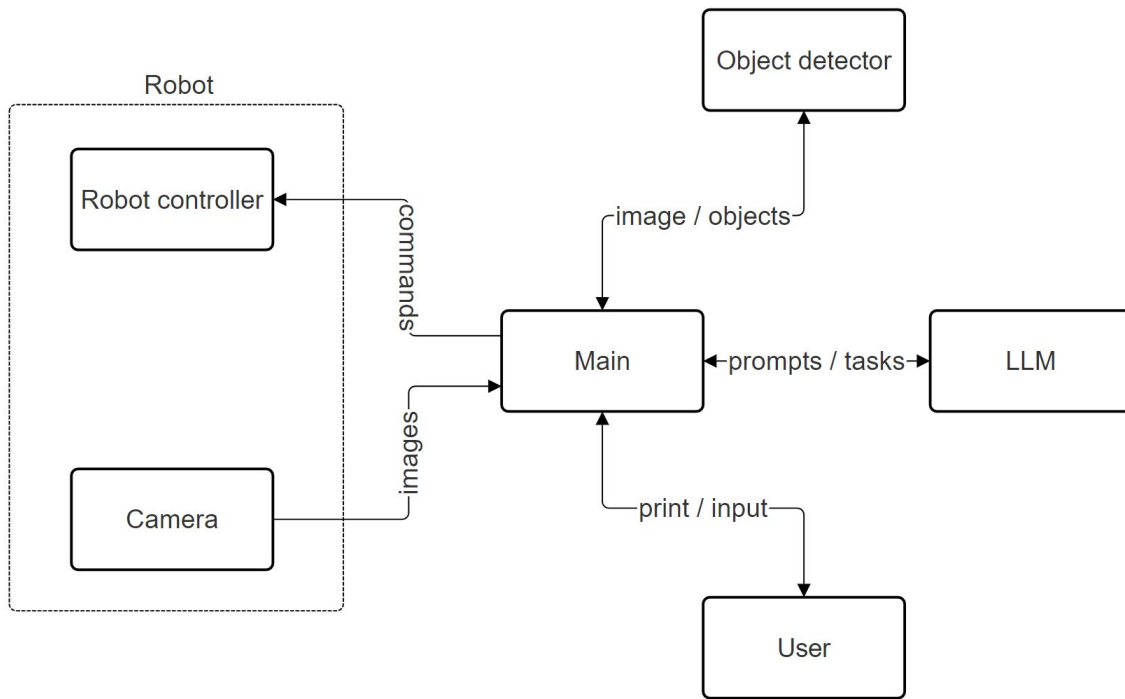 Object detector
Robot
Robot controller
commands
image / objects
Main
prompts / tasks
LLM
images
Camera
print / input
User